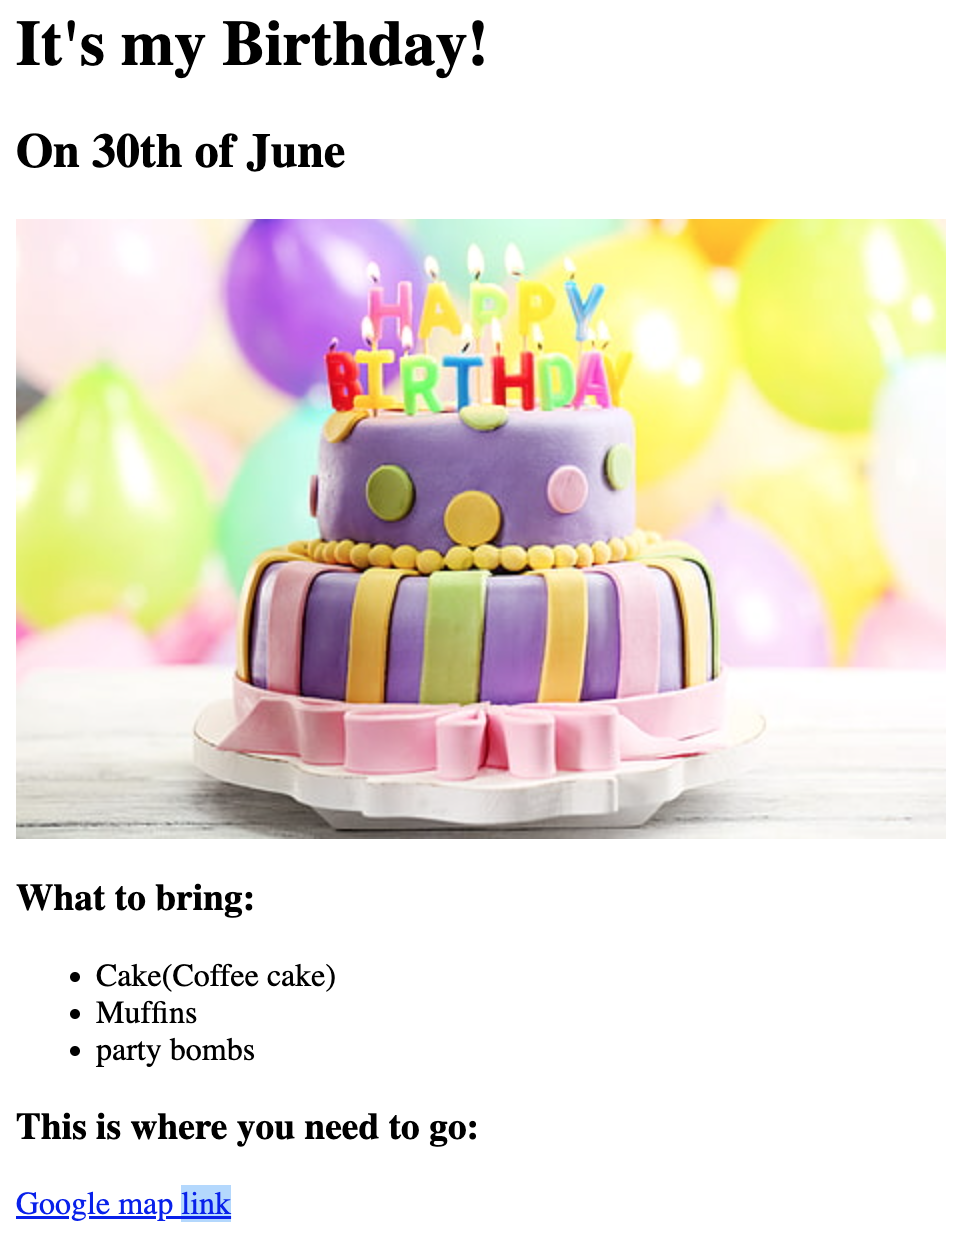 It's my Birthday!
On 30th of June
HAPPY
BIRTHDAY
What to bring:
Cake(Coffee cake)
Muffins
party bombs
This is where you need to go:
Google map link